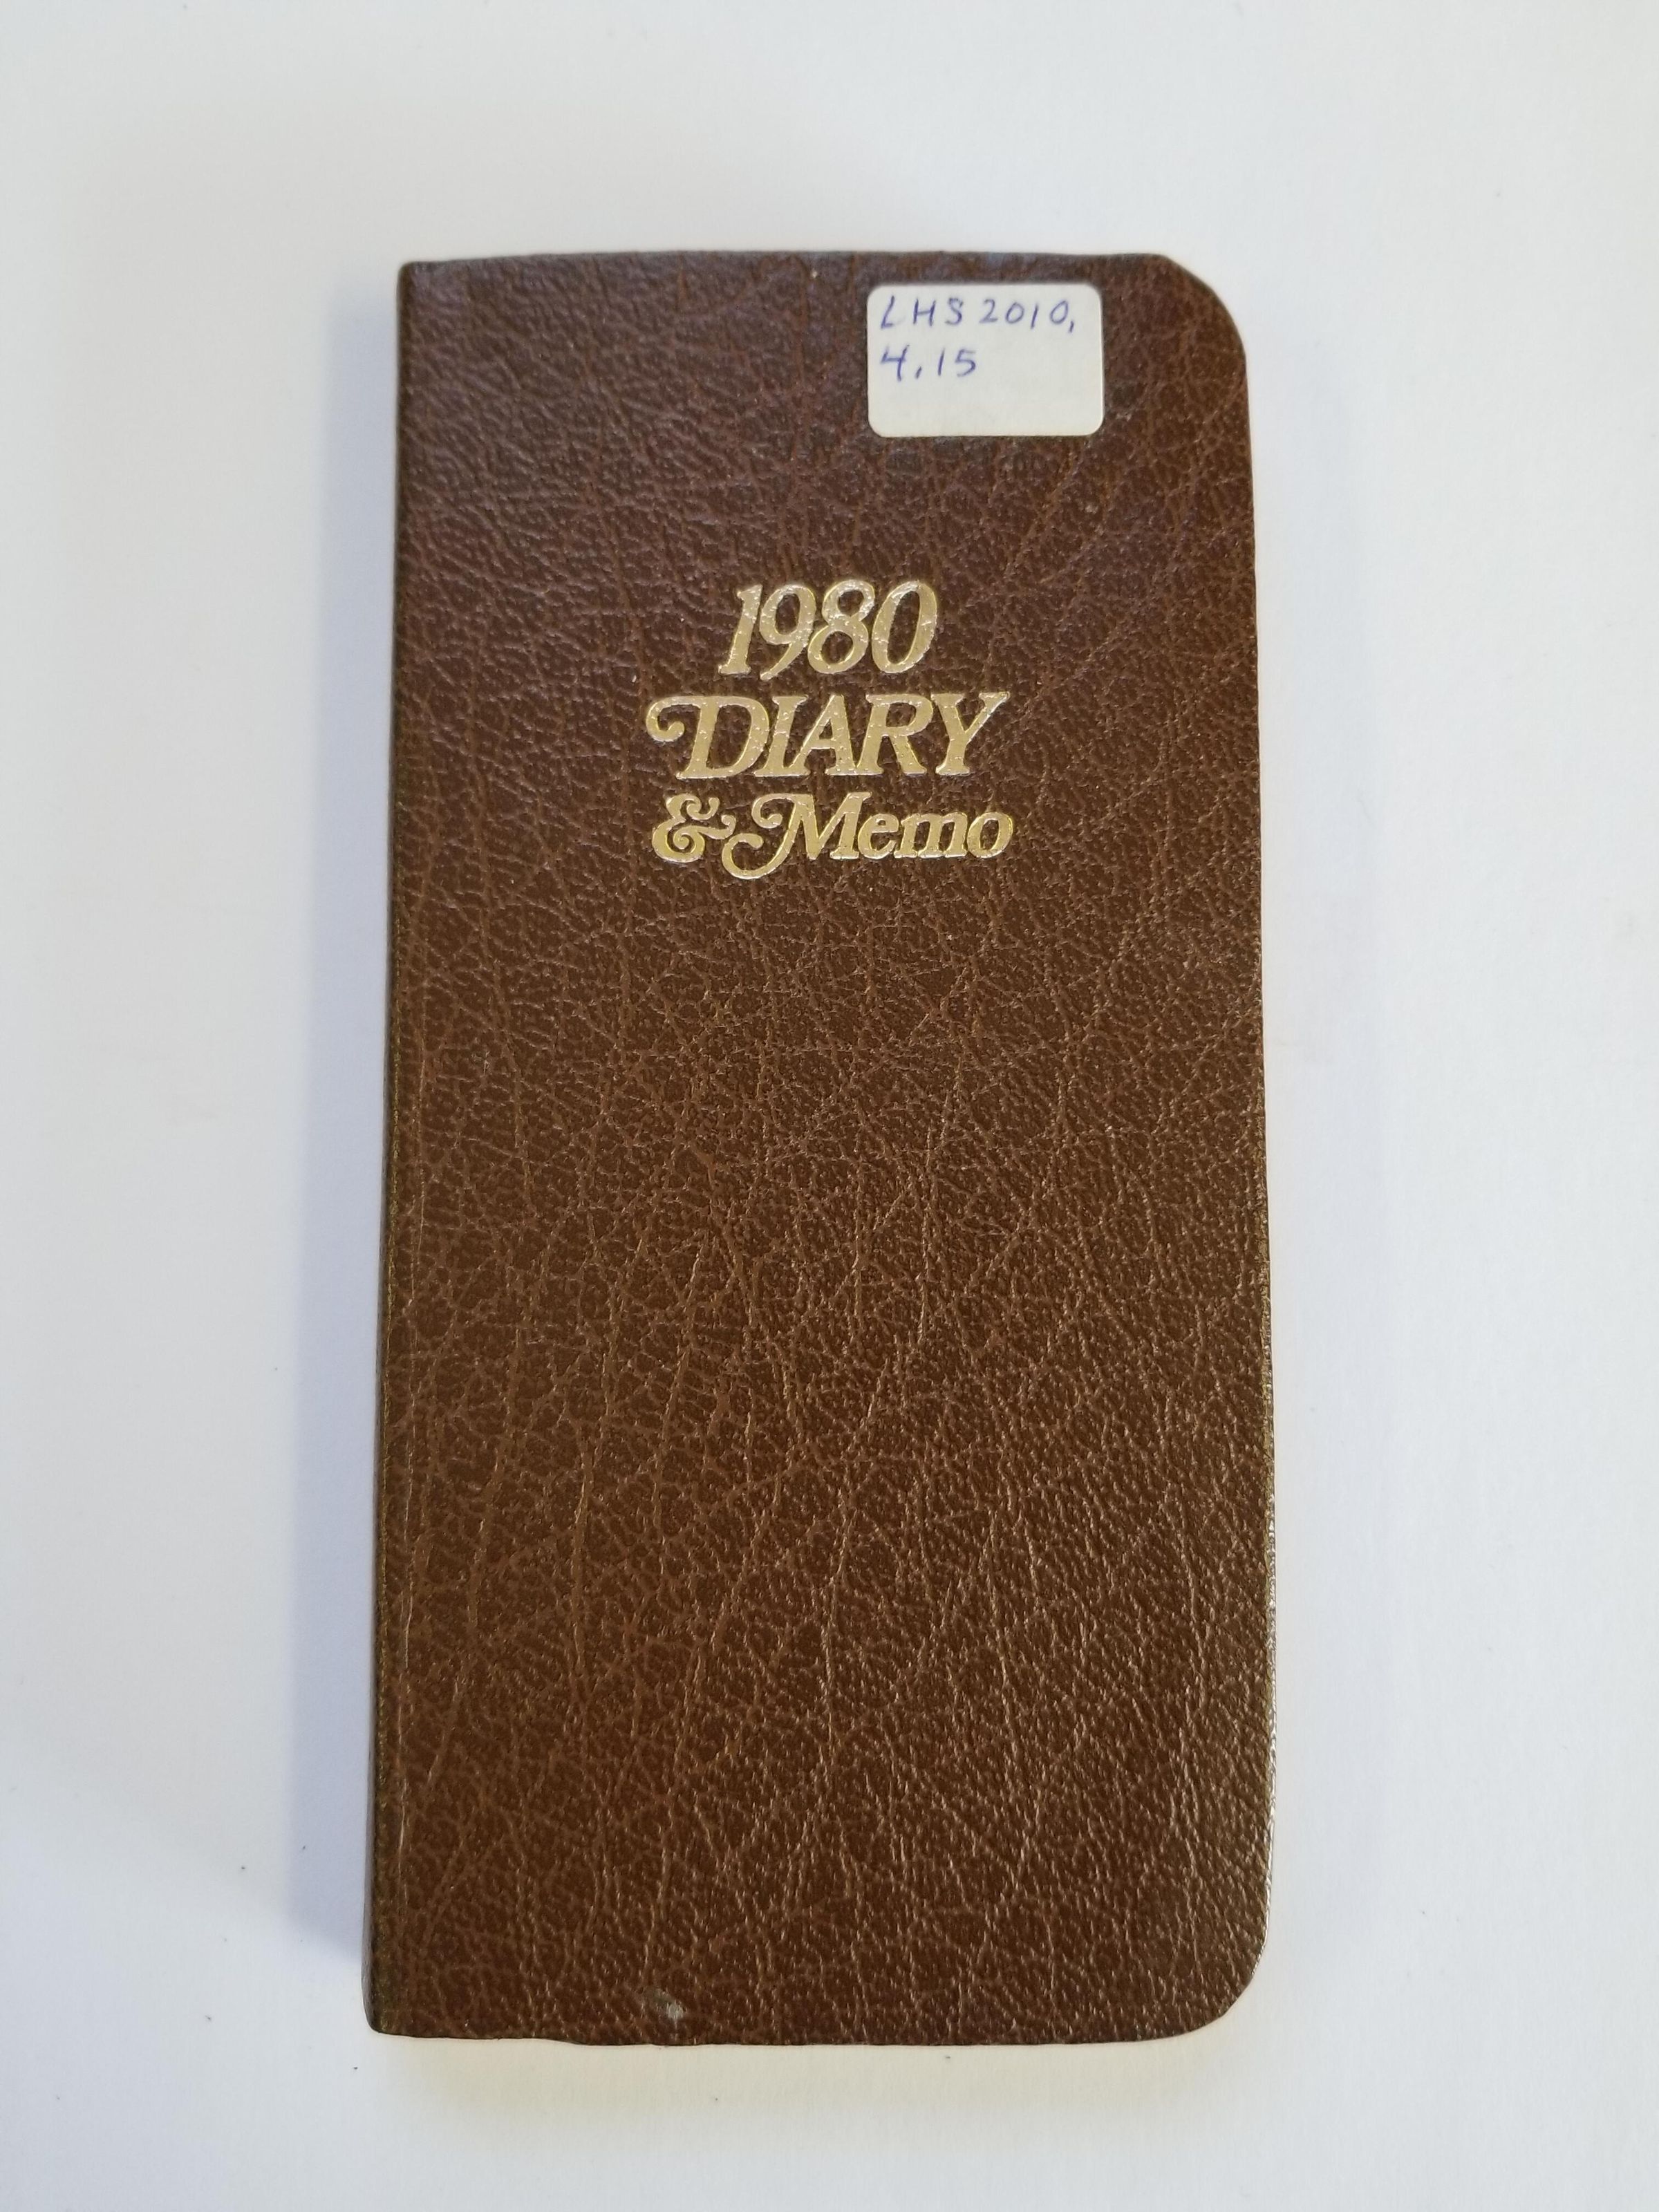 LHS 2010,
4.15
1980
DIARY
& Memo